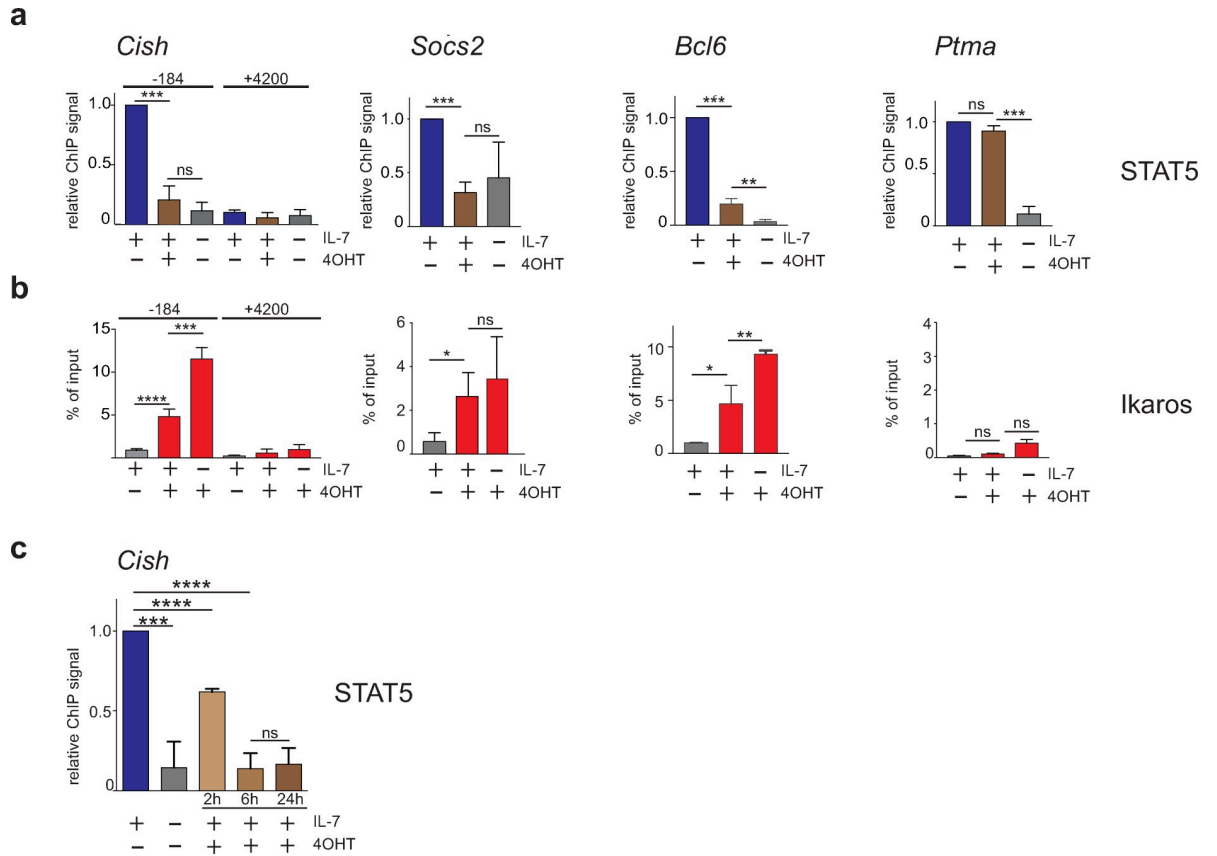 a
Cish Socs2 Bcl6 Ptma
-184 +4200
*** ns
relative ChIP signal
1.0
0.5
0
+ + − + + − IL-7
− + − − + − 4OHT
*** ns
relative ChIP signal
1.0
0.5
0
+ + − IL-7
− + − 4OHT
*** **
relative ChIP signal
1.0
0.5
0
+ + − IL-7
− + − 4OHT
ns ***
relative ChIP signal
1.0
0.5
0
+ + − IL-7
− + − 4OHT
STAT5
b
-184 +4200
**** ***
% of input
15
10
5
+ + − + + − IL-7
− + + − + + 4OHT
* ns
% of input
6
4
2
0
+ + − IL-7
− + + 4OHT
* **
% of input
10
5
0
+ + − IL-7
− + + 4OHT
ns ns
% of input
4
3
2
1
0
+ + − IL-7
− + + 4OHT
Ikaros
c
Cish
****
****
***
ns
relative ChIP signal
1.0
0.5
0
2h 6h 24h
+ − + + + IL-7
− − + + + 4OHT
STAT5